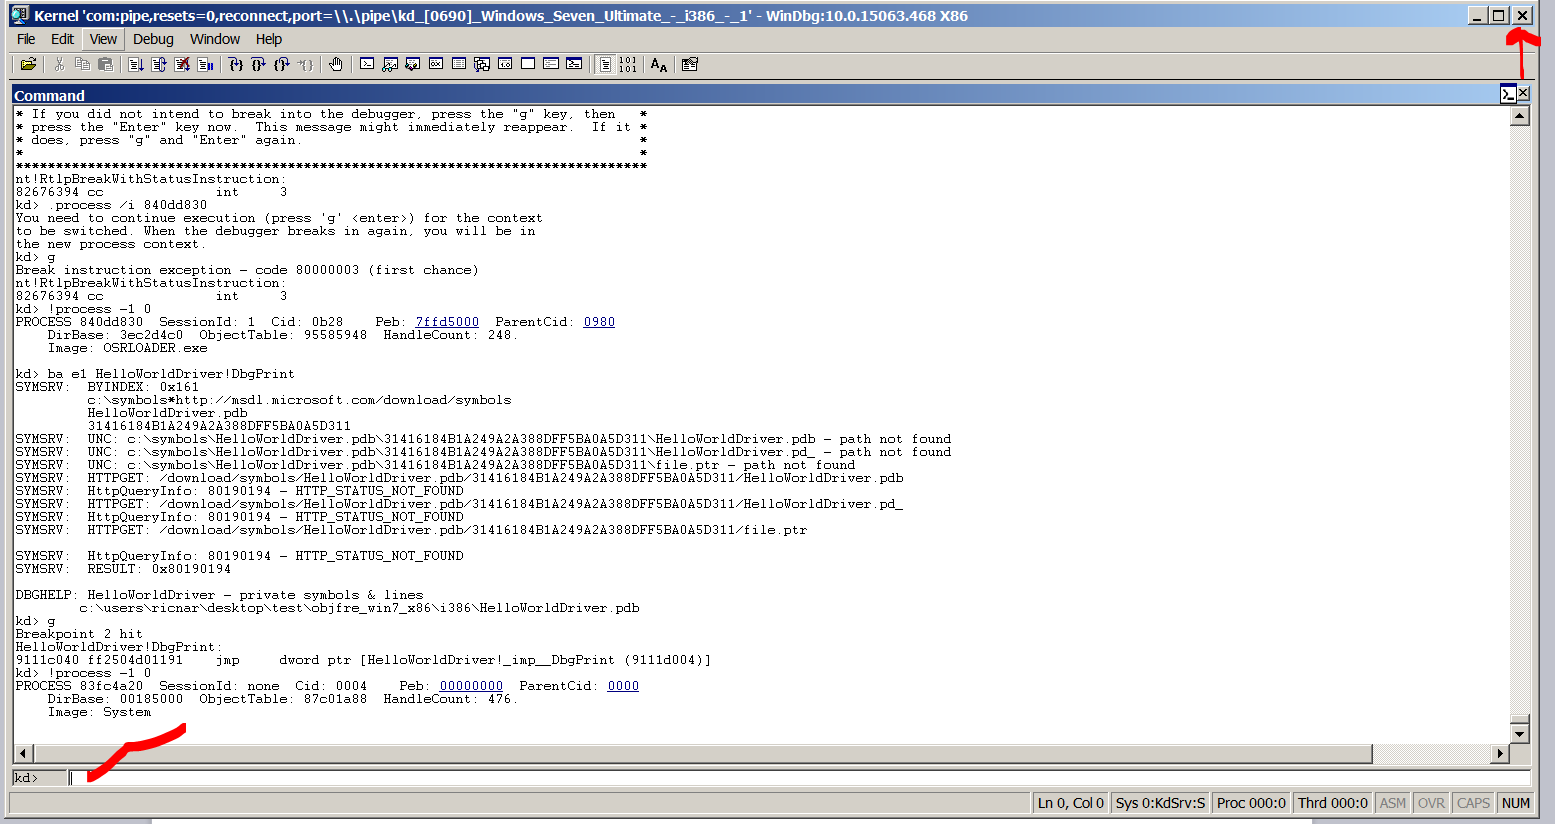 Kernel 'com:pipe,resets=0,reconnect,port=\\.\pipe\kd_[0690]_Windows_Seven_Ultimate_-_i386_-_1' - WinDbg:10.0.15063.468 X86
File Edit View Debug Window Help
Command
* If you did not intend to break into the debugger, press the "g" key, then *
* press the "Enter" key now. This message might immediately reappear. If it *
* does, press "g" and "Enter" again. *
* *
*******************************************************************************
nt!RtlpBreakWithStatusInstruction:
82676394 cc int 3
kd> .process /i 840dd830
You need to continue execution (press 'g' <enter>) for the context
to be switched. When the debugger breaks in again, you will be in
the new process context.
kd> g
Break instruction exception - code 80000003 (first chance)
nt!RtlpBreakWithStatusInstruction:
82676394 cc int 3
kd> !process -1 0
PROCESS 840dd830 SessionId: 1 Cid: 0b28 Peb: 7ffd5000 ParentCid: 0980
DirBase: 3ec2d4c0 ObjectTable: 95585948 HandleCount: 248.
Image: OSRLOADER.exe
kd> ba e1 HelloWorldDriver!DbgPrint
SYMSRV: BYINDEX: 0x161
c:\symbols*http://msdl.microsoft.com/download/symbols
HelloWorldDriver.pdb
31416184B1A249A2A388DFF5BA0A5D311
SYMSRV: UNC: c:\symbols\HelloWorldDriver.pdb\31416184B1A249A2A388DFF5BA0A5D311\HelloWorldDriver.pdb - path not found
SYMSRV: UNC: c:\symbols\HelloWorldDriver.pdb\31416184B1A249A2A388DFF5BA0A5D311\HelloWorldDriver.pd_ - path not found
SYMSRV: UNC: c:\symbols\HelloWorldDriver.pdb\31416184B1A249A2A388DFF5BA0A5D311\file.ptr - path not found
SYMSRV: HTTPGET: /download/symbols/HelloWorldDriver.pdb/31416184B1A249A2A388DFF5BA0A5D311/HelloWorldDriver.pdb
SYMSRV: HttpQueryInfo: 80190194 - HTTP_STATUS_NOT_FOUND
SYMSRV: HTTPGET: /download/symbols/HelloWorldDriver.pdb/31416184B1A249A2A388DFF5BA0A5D311/HelloWorldDriver.pd_
SYMSRV: HttpQueryInfo: 80190194 - HTTP_STATUS_NOT_FOUND
SYMSRV: HTTPGET: /download/symbols/HelloWorldDriver.pdb/31416184B1A249A2A388DFF5BA0A5D311/file.ptr
SYMSRV: HttpQueryInfo: 80190194 - HTTP_STATUS_NOT_FOUND
SYMSRV: RESULT: 0x80190194
DBGHELP: HelloWorldDriver - private symbols & lines
c:\users\ricnar\desktop\test\objfre_win7_x86\i386\HelloWorldDriver.pdb
kd> g
Breakpoint 2 hit
HelloWorldDriver!DbgPrint:
9111c040 ff2504d01191 jmp dword ptr [HelloWorldDriver!_imp__DbgPrint (9111d004)]
kd> !process -1 0
PROCESS 83fc4a20 SessionId: none Cid: 0004 Peb: 00000000 ParentCid: 0000
DirBase: 00185000 ObjectTable: 87c01a88 HandleCount: 476.
Image: System
kd>
Ln 0, Col 0 Sys 0:KdSrv:S Proc 000:0 Thrd 000:0 ASM OVR CAPS NUM